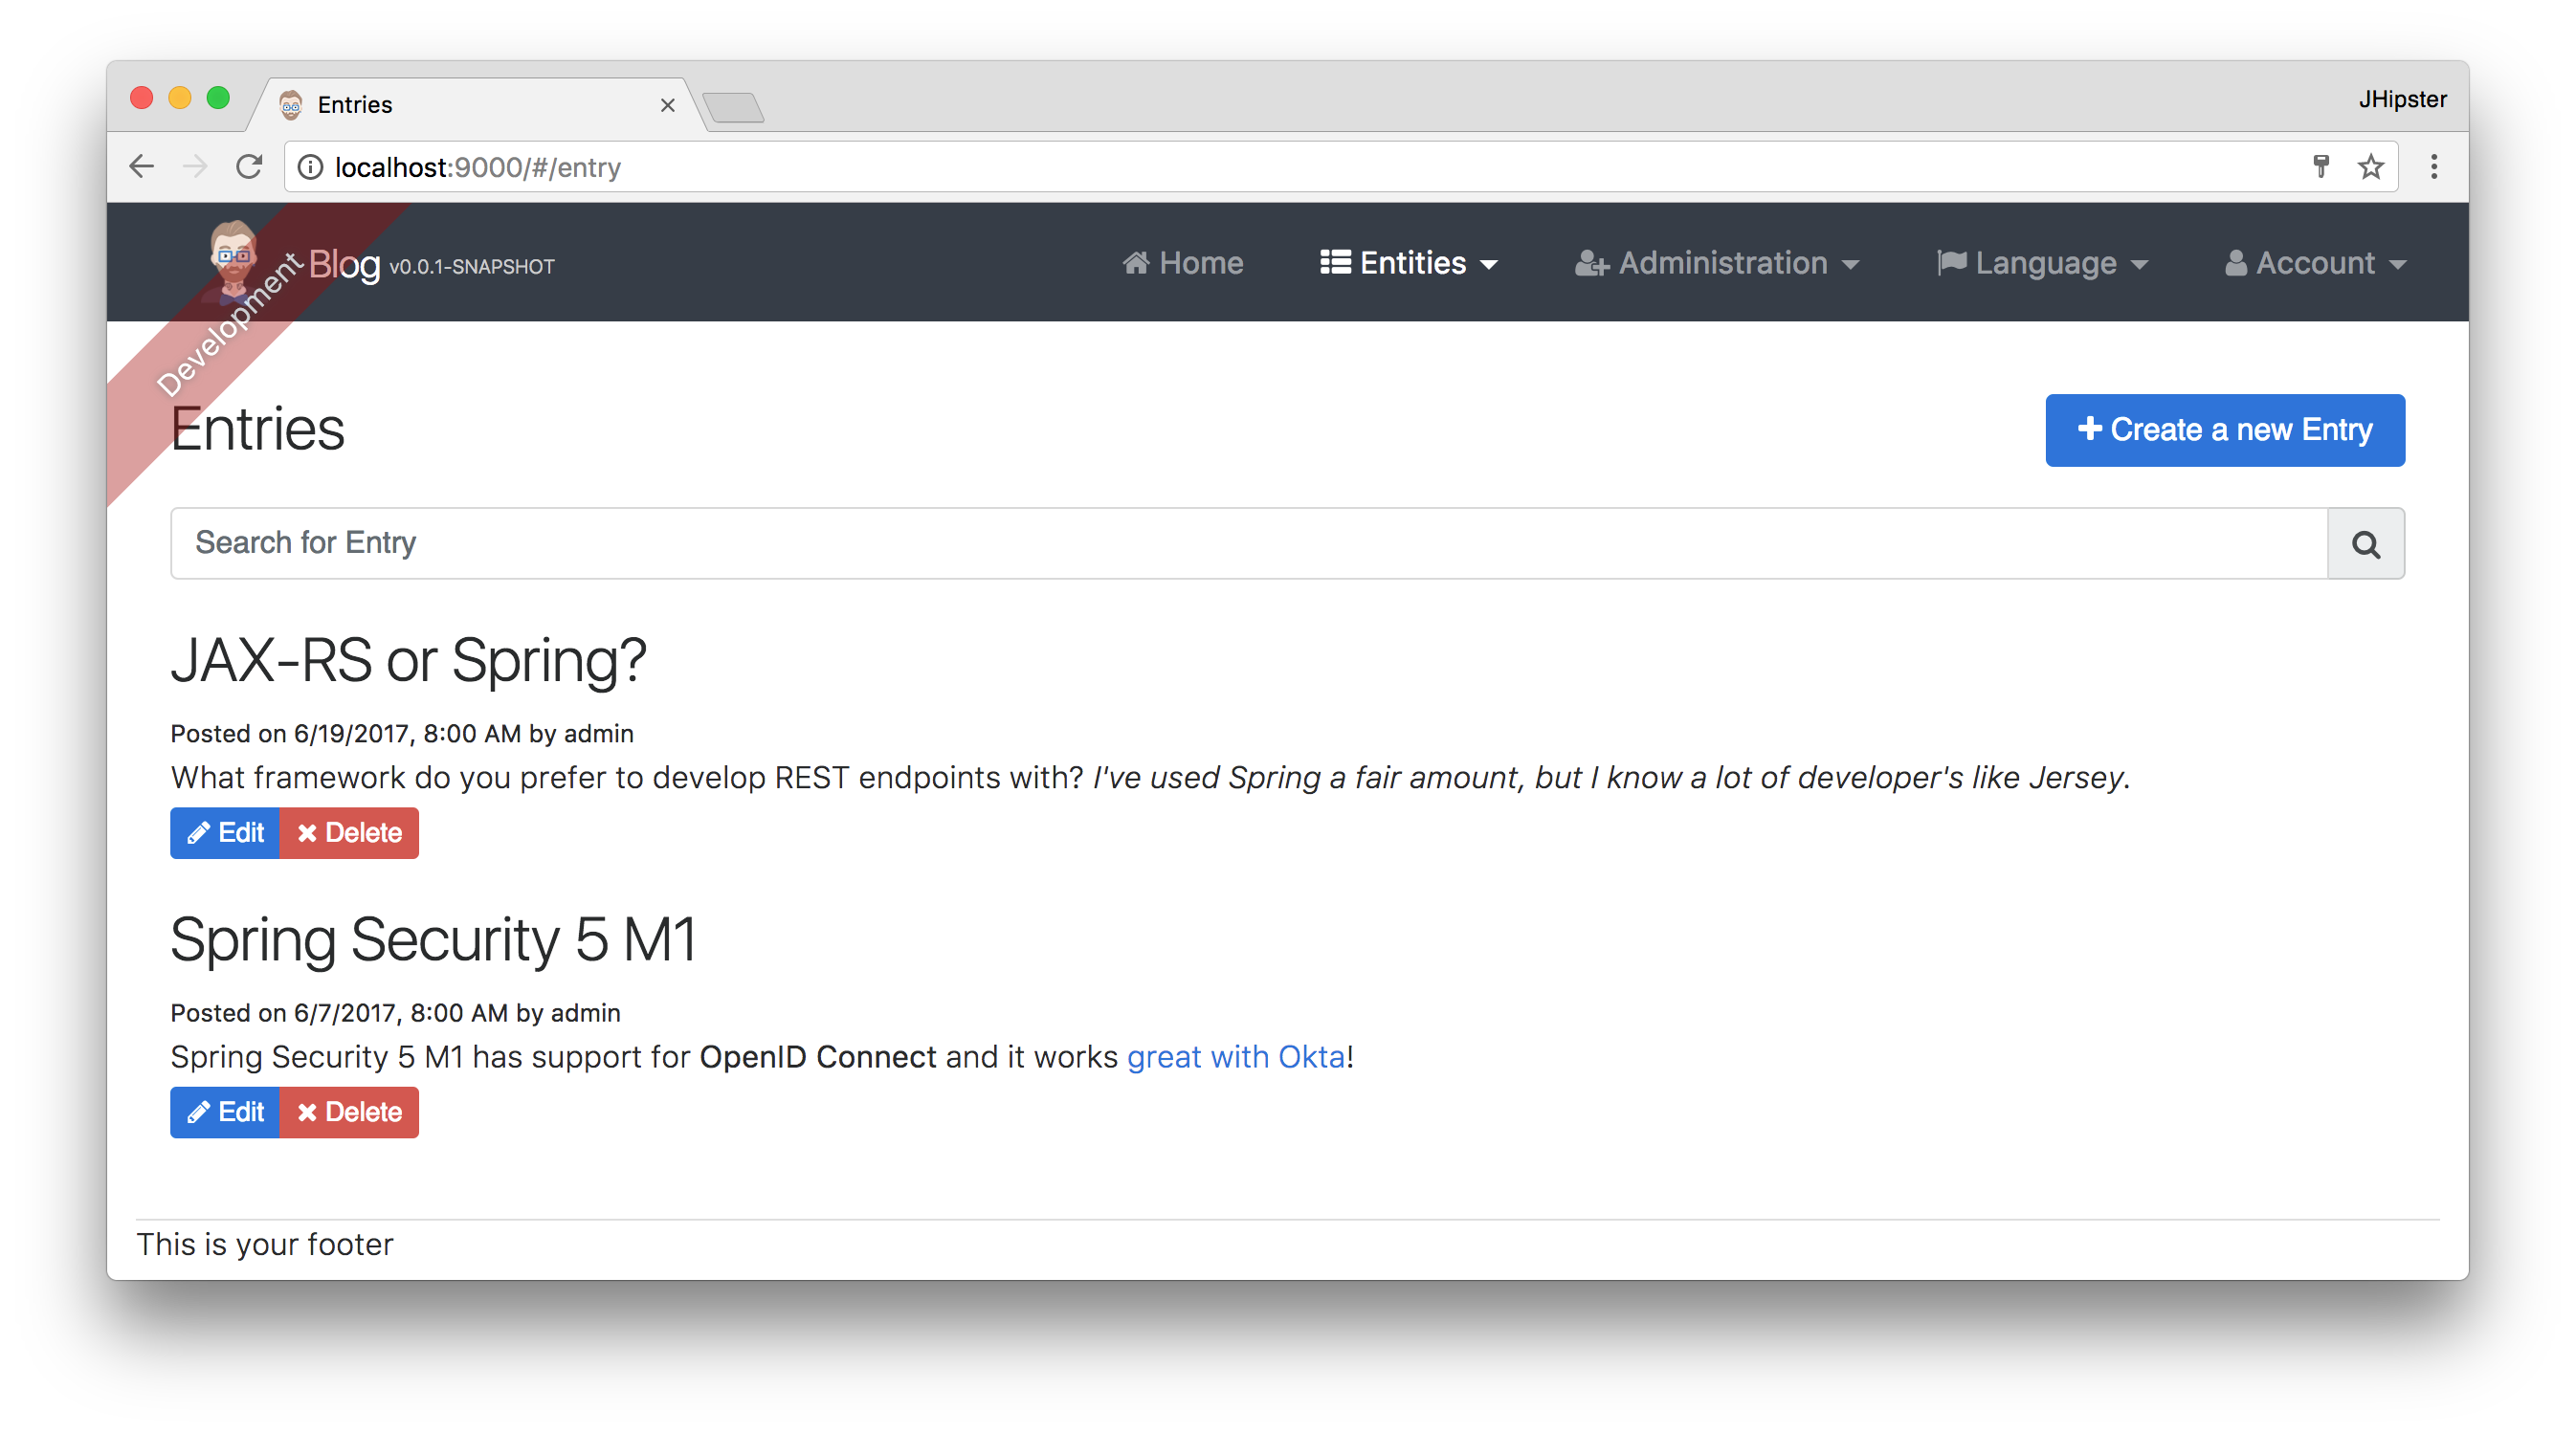 Entries
JHipster
localhost:9000/#/entry
Development
Blog v0.0.1-SNAPSHOT
Home Entities Administration Language Account
Entries
Create a new Entry
Search for Entry
JAX-RS or Spring?
Posted on 6/19/2017, 8:00 AM by admin
What framework do you prefer to develop REST endpoints with? I've used Spring a fair amount, but I know a lot of developer's like Jersey.
Edit Delete
Spring Security 5 M1
Posted on 6/7/2017, 8:00 AM by admin
Spring Security 5 M1 has support for OpenID Connect and it works great with Okta!
Edit Delete
This is your footer